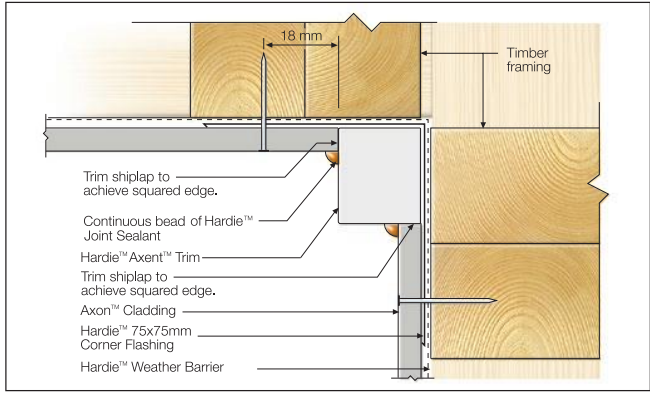 18 mm
Timber
framing
Trim shiplap to
achieve squared edge.
Continuous bead of Hardie™
Joint Sealant
Hardie™ Axent™ Trim
Trim shiplap to
achieve squared edge.
Axon™ Cladding
Hardie™ 75x75mm
Corner Flashing
Hardie™ Weather Barrier